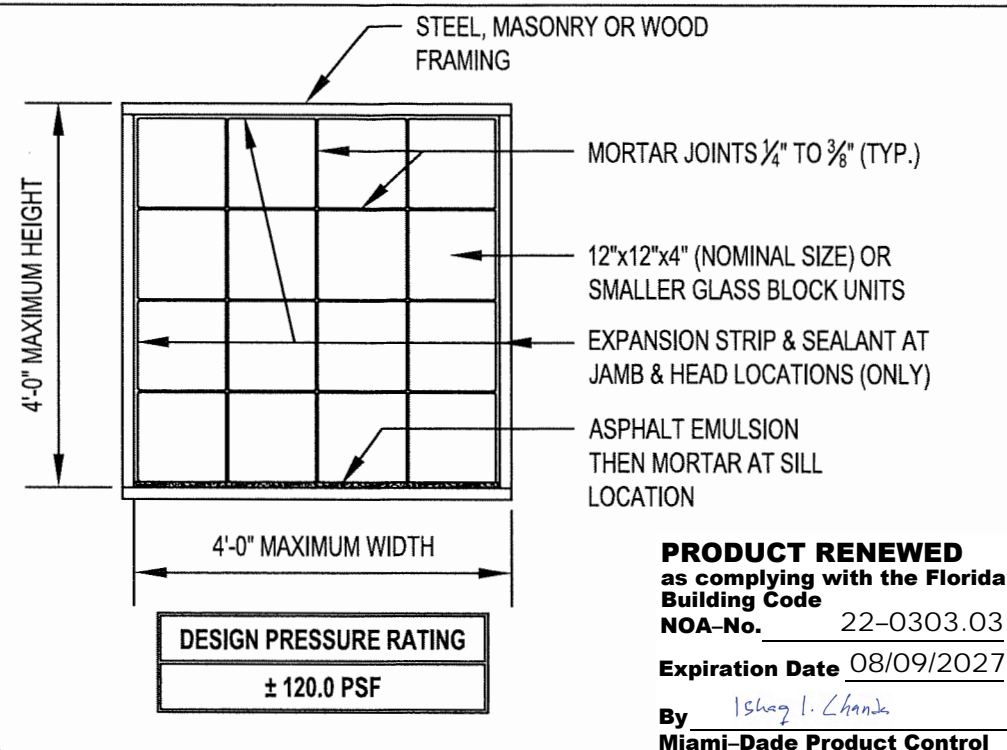 STEEL, MASONRY OR WOOD
FRAMING
4'-0" MAXIMUM HEIGHT
MORTAR JOINTS 1/4" TO 3/8" (TYP.)
12"x12"x4" (NOMINAL SIZE) OR
SMALLER GLASS BLOCK UNITS
EXPANSION STRIP & SEALANT AT
JAMB & HEAD LOCATIONS (ONLY)
ASPHALT EMULSION
THEN MORTAR AT SILL
LOCATION
4'-0" MAXIMUM WIDTH
DESIGN PRESSURE RATING
± 120.0 PSF
PRODUCT RENEWED
as complying with the Florida
Building Code
NOA–No. 22–0303.03
Expiration Date 08/09/2027
By Ishaq I. Chanda
Miami–Dade Product Control